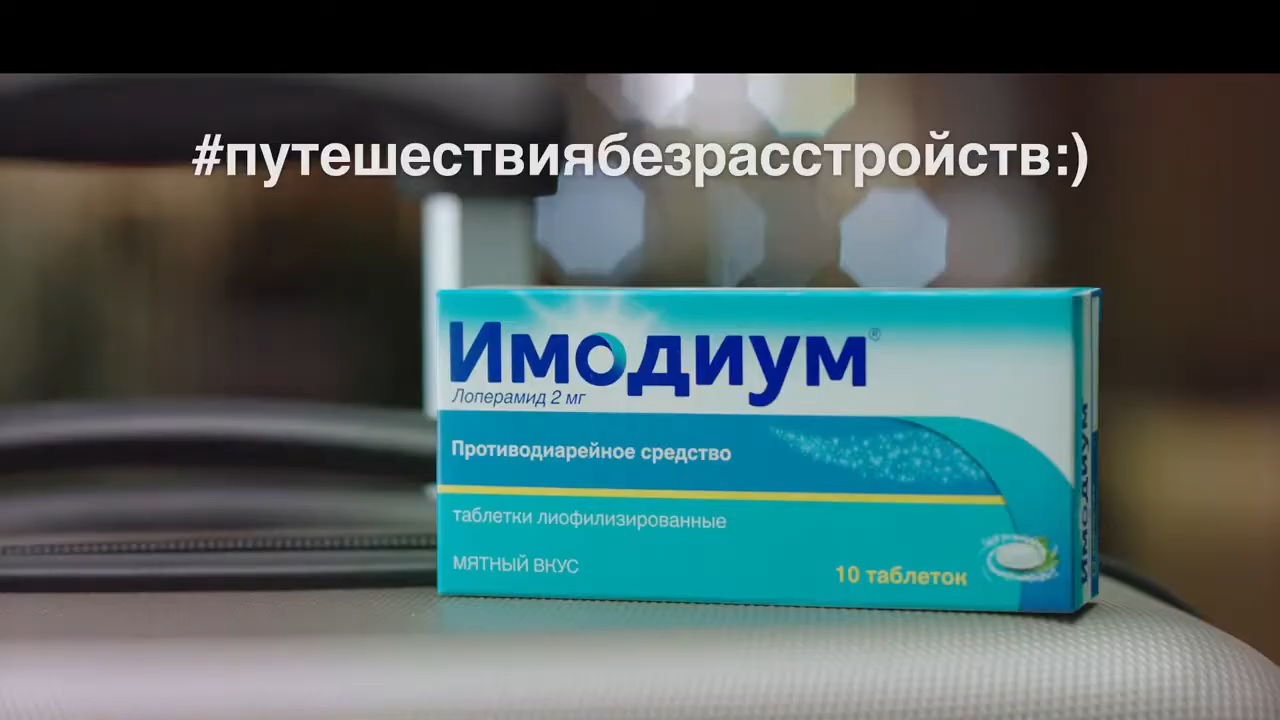 #путешествиябезрасстройств:)
Имодиум®
Лоперамид 2 мг
Противодиарейное средство
таблетки лиофилизированные
МЯТНЫЙ ВКУС
10 таблеток
Имодиум